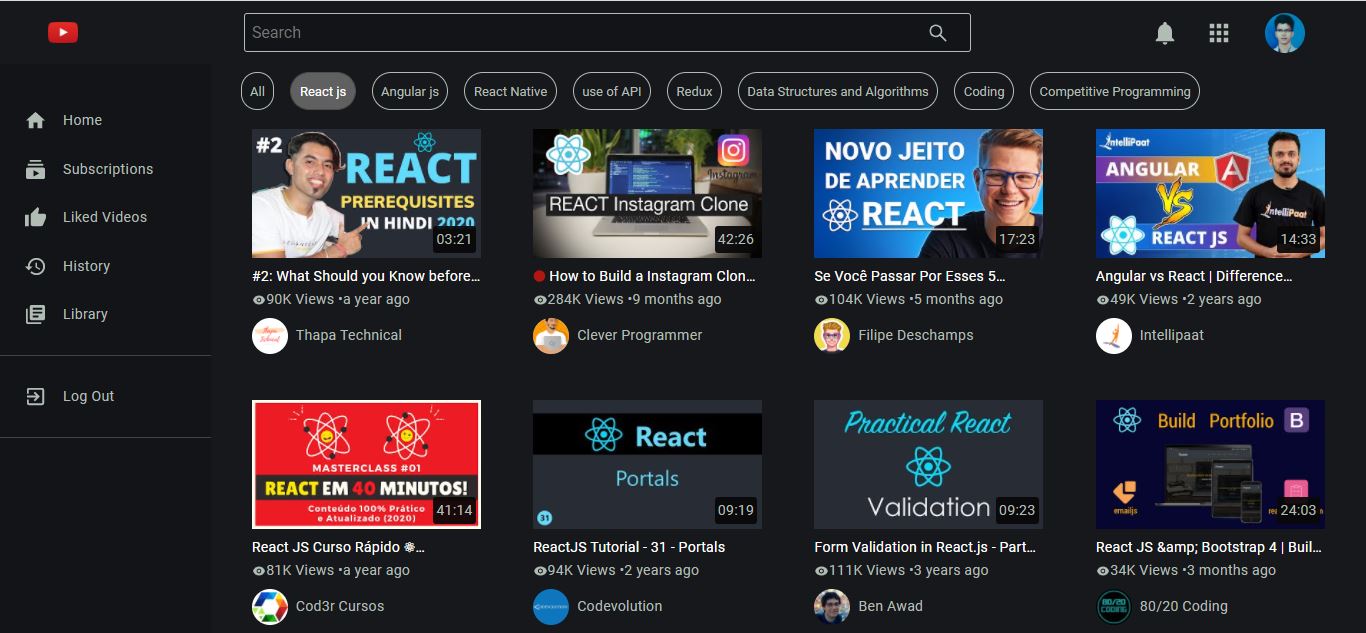 Search
All
React js
Angular js
React Native
use of API
Redux
Data Structures and Algorithms
Coding
Competitive Programming
Home
Subscriptions
Liked Videos
History
Library
Log Out
#2
REACT
PREREQUISITES
IN HINDI 2020
03:21
#2: What Should you Know before...
90K Views •a year ago
Thapa Technical
Instagram
REACT Instagram Clone
42:26
How to Build a Instagram Clon...
284K Views •9 months ago
Clever Programmer
NOVO JEITO
DE APRENDER
REACT
17:23
Se Você Passar Por Esses 5...
104K Views •5 months ago
Filipe Deschamps
IntelliPaat
ANGULAR
VS
REACT JS
IntelliPaat
14:33
Angular vs React | Difference...
49K Views •2 years ago
Intellipaat
MASTERCLASS #01
REACT EM 40 MINUTOS!
Conteúdo 100% Prático
e Atualizado (2020)
41:14
React JS Curso Rápido ⚛...
81K Views •a year ago
Cod3r Cursos
React
Portals
31
09:19
ReactJS Tutorial - 31 - Portals
94K Views •2 years ago
Codevolution
Practical React
Validation
09:23
Form Validation in React.js - Part...
111K Views •3 years ago
Ben Awad
Build Portfolio B
emailjs
24:03
React JS &amp; Bootstrap 4 | Buil...
34K Views •3 months ago
80/20
CODING
80/20 Coding